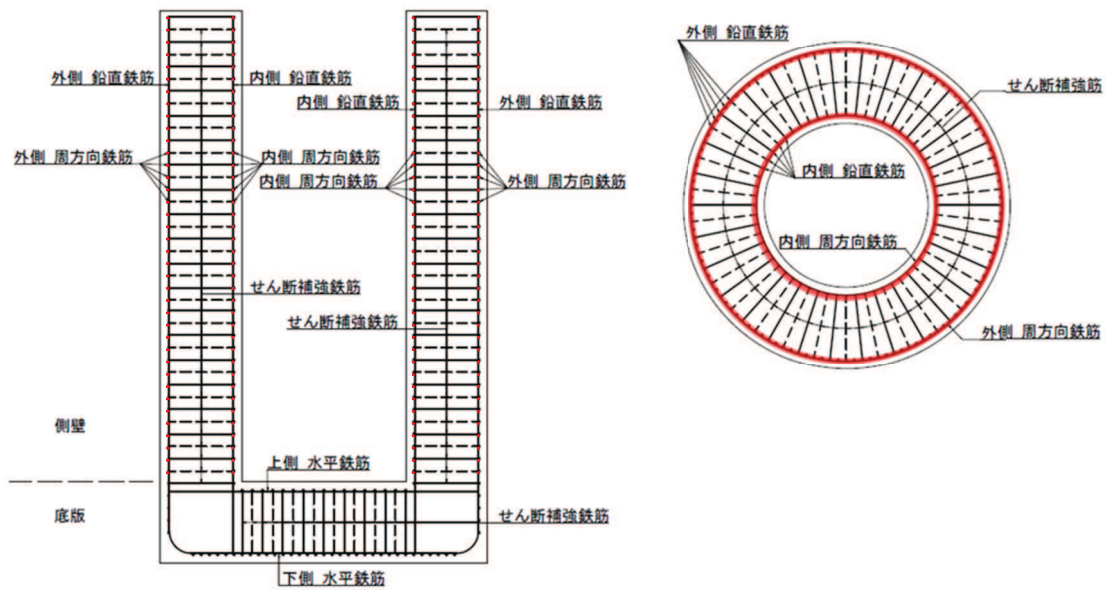 外側 鉛直鉄筋
外側 鉛直鉄筋
内側 鉛直鉄筋
せん断補強筋
内側 鉛直鉄筋
外側 鉛直鉄筋
外側 周方向鉄筋
内側 周方向鉄筋
内側 鉛直鉄筋
内側 周方向鉄筋
外側 周方向鉄筋
内側 周方向鉄筋
せん断補強鉄筋
せん断補強鉄筋
外側 周方向鉄筋
側壁
上側 水平鉄筋
底版
せん断補強鉄筋
下側 水平鉄筋